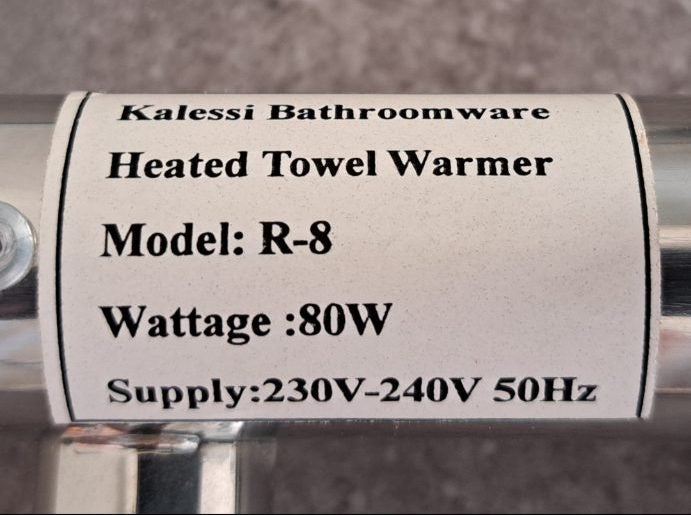 Kalessi Bathroomware
Heated Towel Warmer
Model: R-8
Wattage :80W
Supply:230V-240V 50Hz